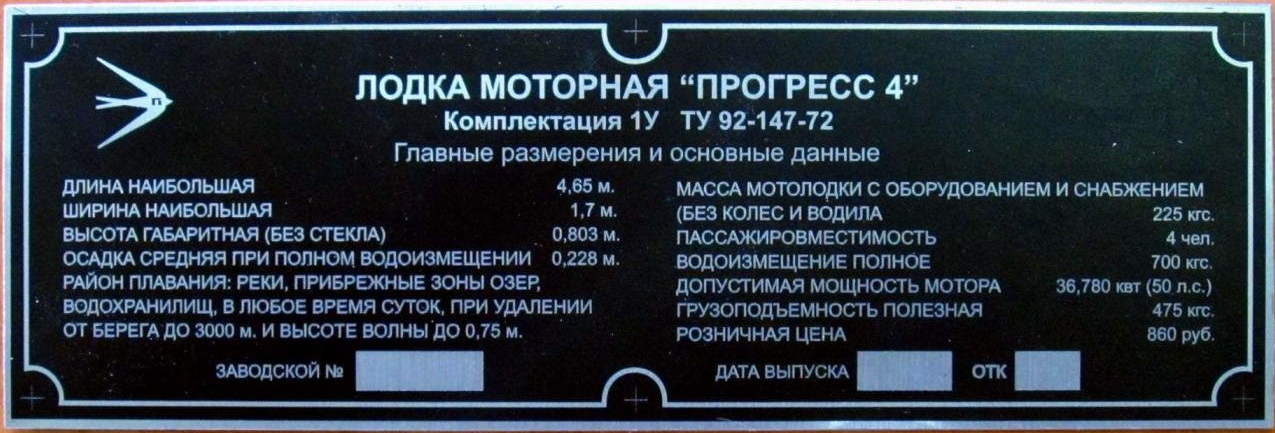 П
ЛОДКА МОТОРНАЯ “ПРОГРЕСС 4”
Комплектация 1У ТУ 92-147-72
Главные размерения и основные данные
ДЛИНА НАИБОЛЬШАЯ 4,65 м.
ШИРИНА НАИБОЛЬШАЯ 1,7 м.
ВЫСОТА ГАБАРИТНАЯ (БЕЗ СТЕКЛА) 0,803 м.
ОСАДКА СРЕДНЯЯ ПРИ ПОЛНОМ ВОДОИЗМЕЩЕНИИ 0,228 м.
РАЙОН ПЛАВАНИЯ: РЕКИ, ПРИБРЕЖНЫЕ ЗОНЫ ОЗЕР,
ВОДОХРАНИЛИЩ, В ЛЮБОЕ ВРЕМЯ СУТОК, ПРИ УДАЛЕНИИ
ОТ БЕРЕГА ДО 3000 м. И ВЫСОТЕ ВОЛНЫ ДО 0,75 м.
МАССА МОТОЛОДКИ С ОБОРУДОВАНИЕМ И СНАБЖЕНИЕМ
(БЕЗ КОЛЕС И ВОДИЛА 225 кгс.
ПАССАЖИРОВМЕСТИМОСТЬ 4 чел.
ВОДОИЗМЕЩЕНИЕ ПОЛНОЕ 700 кгс.
ДОПУСТИМАЯ МОЩНОСТЬ МОТОРА 36,780 квт (50 л.с.)
ГРУЗОПОДЪЕМНОСТЬ ПОЛЕЗНАЯ 475 кгс.
РОЗНИЧНАЯ ЦЕНА 860 руб.
ЗАВОДСКОЙ №
ДАТА ВЫПУСКА ОТК